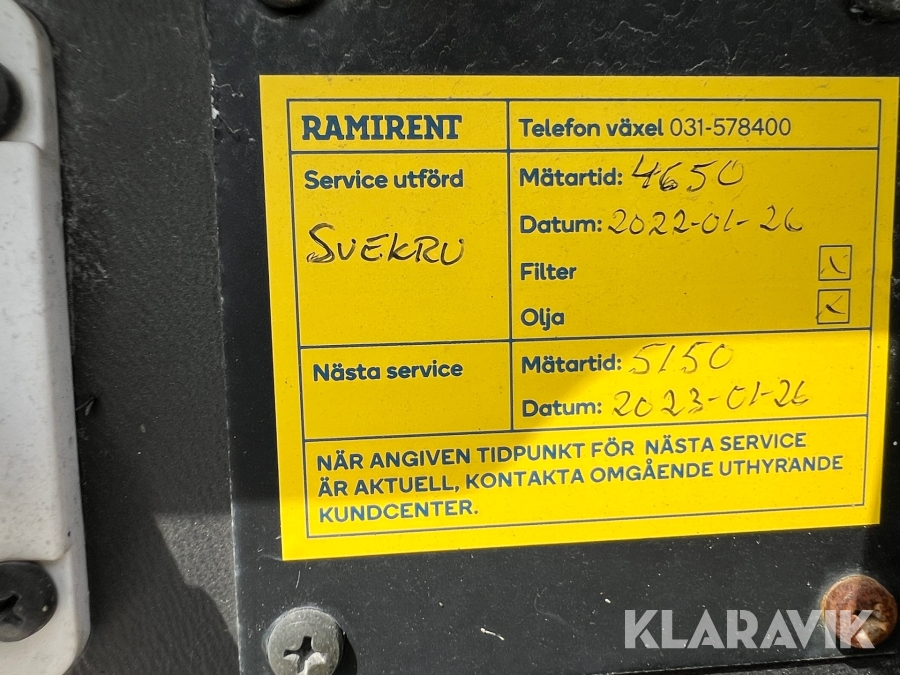 RAMIRENT
Telefon växel 031-578400
Service utförd
SVEKRU
Mätartid: 4650
Datum: 2022-01-26
Filter
Olja
Nästa service
Mätartid: 5150
Datum: 2023-01-26
NÄR ANGIVEN TIDPUNKT FÖR NÄSTA SERVICE
ÄR AKTUELL, KONTAKTA OMGÅENDE UTHYRANDE
KUNDCENTER.
KLARAVIK